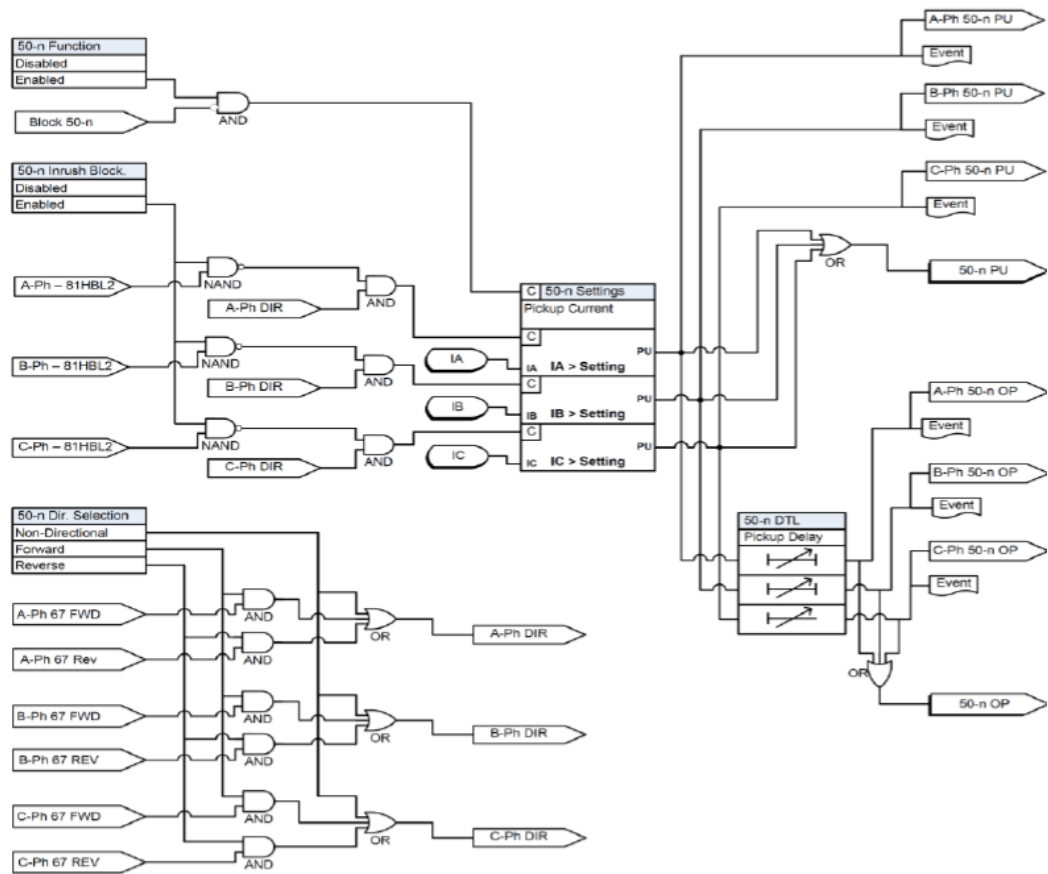 50-n Function
Disabled
Enabled
Block 50-n
AND
50-n Inrush Block.
Disabled
Enabled
A-Ph – 81HBL2
NAND
A-Ph DIR
AND
B-Ph – 81HBL2
NAND
B-Ph DIR
AND
C-Ph – 81HBL2
NAND
C-Ph DIR
AND
C 50-n Settings
Pickup Current
C
PU
IA
IA IA > Setting
C
PU
IB
IB IB > Setting
C
PU
IC
IC IC > Setting
A-Ph 50-n PU
Event
B-Ph 50-n PU
Event
C-Ph 50-n PU
Event
OR
50-n PU
50-n DTL
Pickup Delay
A-Ph 50-n OP
Event
B-Ph 50-n OP
Event
C-Ph 50-n OP
Event
OR
50-n OP
50-n Dir. Selection
Non-Directional
Forward
Reverse
A-Ph 67 FWD
AND
A-Ph 67 Rev
AND
OR
A-Ph DIR
B-Ph 67 FWD
AND
B-Ph 67 REV
AND
OR
B-Ph DIR
C-Ph 67 FWD
AND
C-Ph 67 REV
AND
OR
C-Ph DIR